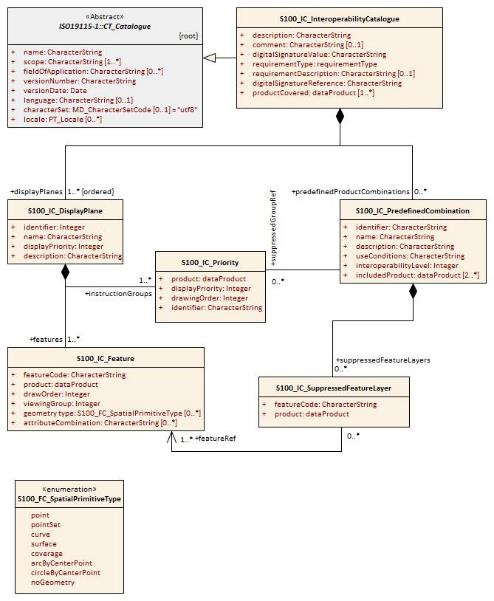 «Abstract»
ISO19115-1::CT_Catalogue
{root}
+ name: CharacterString
+ scope: CharacterString [1..*]
+ fieldOfApplication: CharacterString [0..*]
+ versionNumber: CharacterString
+ versionDate: Date
+ language: CharacterString [0..1]
+ characterSet: MD_CharacterSetCode [0..1] = "utf8"
+ locale: PT_Locale [0..*]
S100_IC_InteroperabilityCatalogue
+ description: CharacterString
+ comment: CharacterString [0..1]
+ digitalSignatureValue: CharacterString
+ requirementType: requirementType
+ requirementDescription: CharacterString [0..1]
+ digitalSignatureReference: CharacterString
+ productCovered: dataProduct [1..*]
+displayPlanes 1..* {ordered}
+predefinedProductCombinations 0..*
S100_IC_DisplayPlane
+ identifier: Integer
+ name: CharacterString
+ displayPriority: Integer
+ description: CharacterString
+suppressedGroupRef
S100_IC_PredefinedCombination
+ identifier: CharacterString
+ name: CharacterString
+ description: CharacterString
+ useConditions: CharacterString
+ interoperabilityLevel: Integer
+ includedProduct: dataProduct [2..*]
S100_IC_Priority
+ product: dataProduct
+ displayPriority: Integer
+ drawingOrder: Integer
+ identifier: CharacterString
1..*
+instructionGroups
0..*
+features 1..*
S100_IC_Feature
+ featureCode: CharacterString
+ product: dataProduct
+ drawOrder: Integer
+ viewingGroup: Integer
+ geometry type: S100_FC_SpatialPrimitiveType [0..*]
+ attributeCombination: CharacterString [0..*]
+suppressedFeatureLayers
0..*
S100_IC_SuppressedFeatureLayer
+ featureCode: CharacterString
+ product: dataProduct
1..* +featureRef
0..*
«enumeration»
S100_FC_SpatialPrimitiveType
point
pointSet
curve
surface
coverage
arcByCenterPoint
circleByCenterPoint
noGeometry